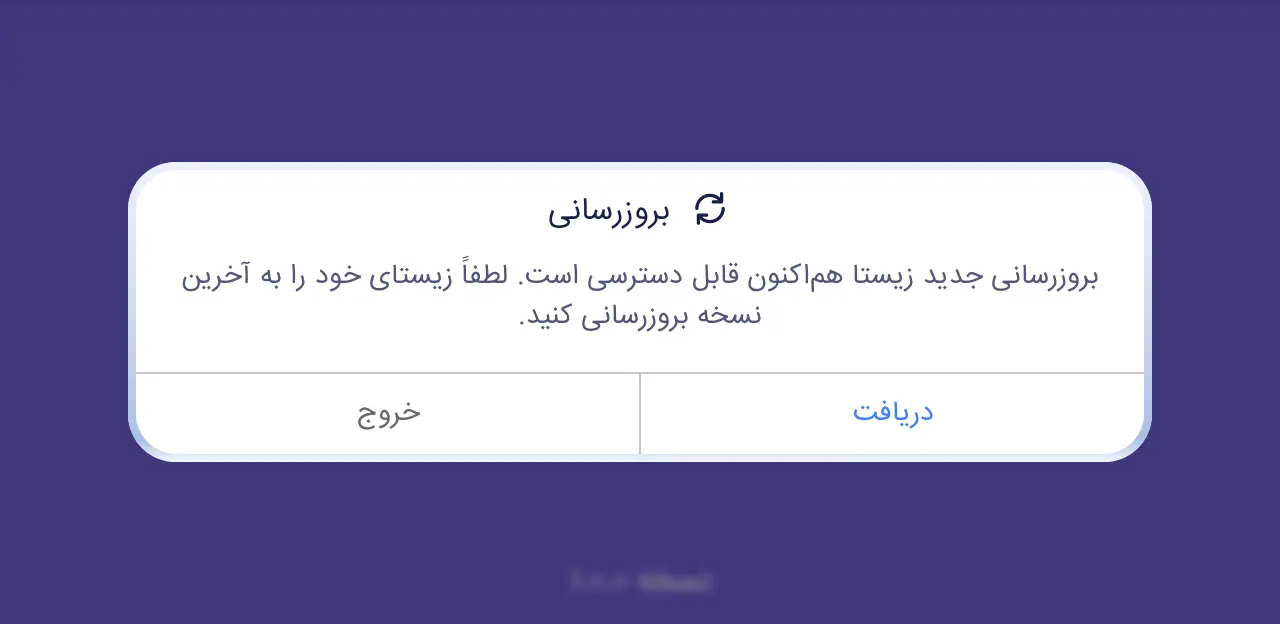 بروزرسانی
بروزرسانی جدید زیستا هم‌اکنون قابل دسترسی است. لطفاً زیستای خود را به آخرین
نسخه بروزرسانی کنید.
دریافت
خروج
نسخه